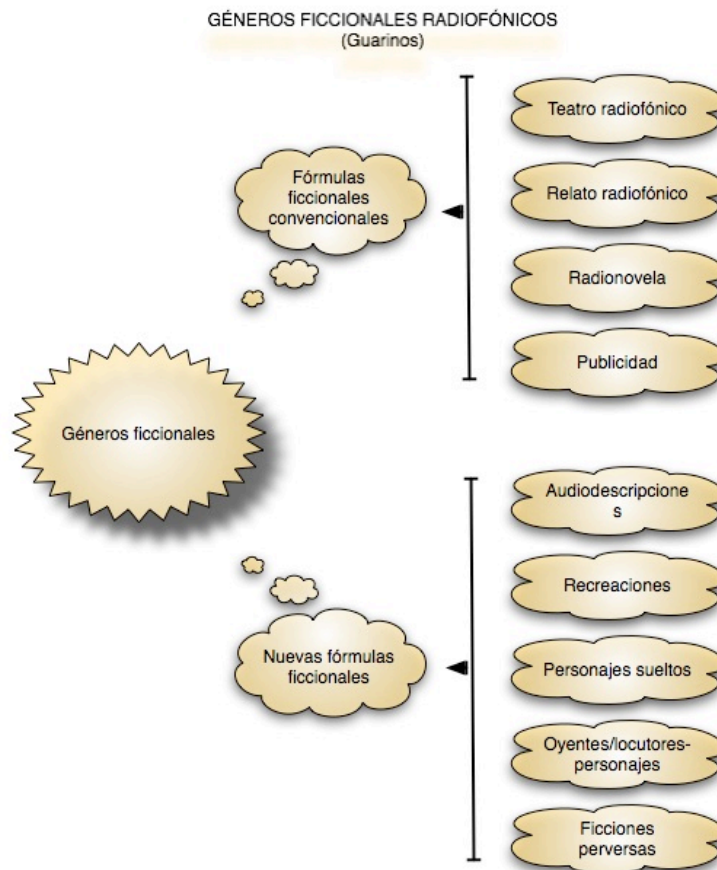 GÉNEROS FICCIONALES RADIOFÓNICOS
(Guarinos)
Géneros ficcionales
Fórmulas
ficcionales
convencionales
Teatro radiofónico
Relato radiofónico
Radionovela
Publicidad
Nuevas fórmulas
ficcionales
Audiodescripcione
s
Recreaciones
Personajes sueltos
Oyentes/locutores-
personajes
Ficciones
perversas